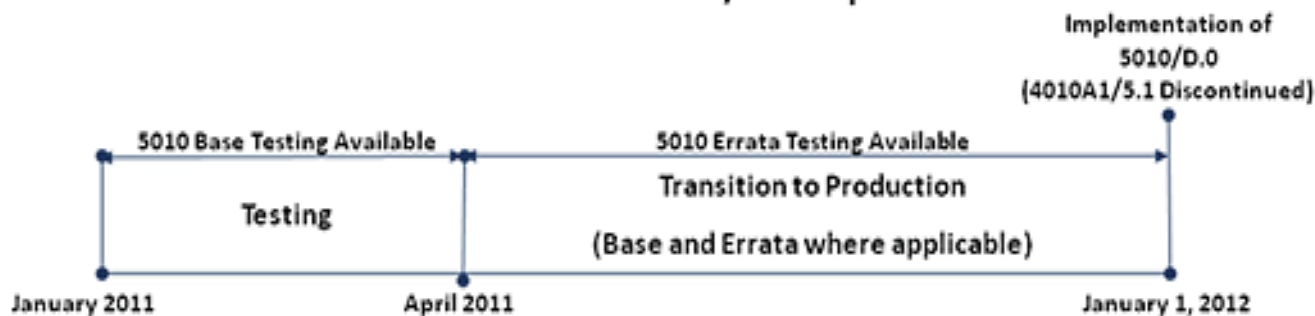 Implementation of
5010/D.0
(4010A1/5.1 Discontinued)
5010 Base Testing Available
5010 Errata Testing Available
Testing
Transition to Production
(Base and Errata where applicable)
January 2011
April 2011
January 1, 2012